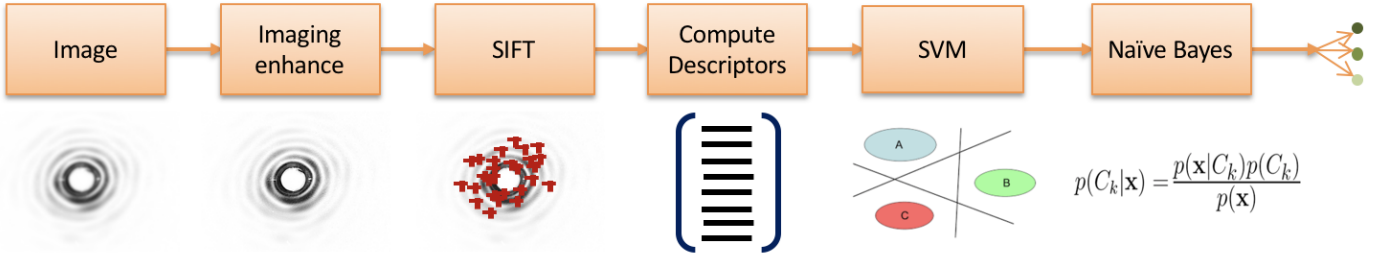 Image
Imaging
enhance
SIFT
Compute
Descriptors
SVM
Naïve Bayes
A
B
C
p(C_k|x) = p(x|C_k)p(C_k) / p(x)